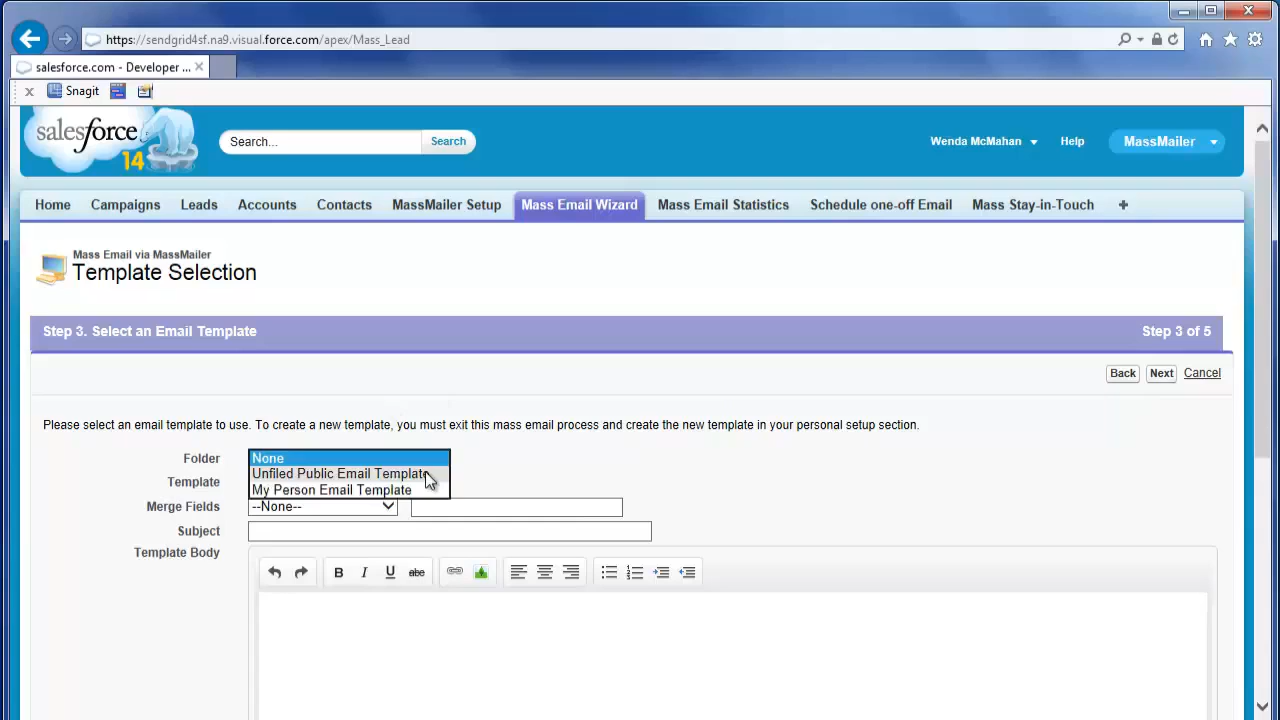 https://sendgrid4sf.na9.visual.force.com/apex/Mass_Lead
salesforce.com - Developer ...
Snagit
salesforce
14
Search...
Search
Wenda McMahan
Help
MassMailer
Home
Campaigns
Leads
Accounts
Contacts
MassMailer Setup
Mass Email Wizard
Mass Email Statistics
Schedule one-off Email
Mass Stay-in-Touch
Mass Email via MassMailer
Template Selection
Step 3. Select an Email Template
Step 3 of 5
Back
Next
Cancel
Please select an email template to use. To create a new template, you must exit this mass email process and create the new template in your personal setup section.
Folder
None
Unfiled Public Email Template
My Person Email Template
Template
Merge Fields
--None--
Subject
Template Body
B
I
U
abc